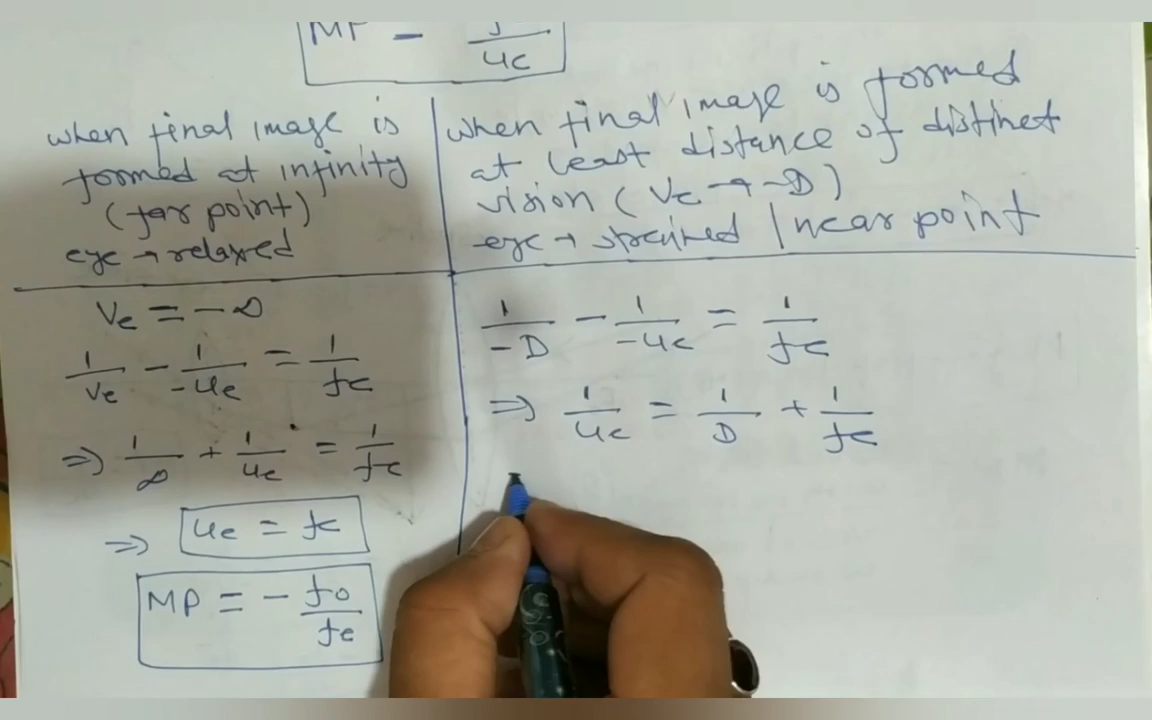 MP = - f / ue
when final image is
formed at infinity
(far point)
eye → relaxed
Ve = -∞
1/Ve - 1/-ue = 1/fe
⇒ 1/∞ + 1/ue = 1/fe
⇒ ue = fe
MP = - fo/fe
when final image is formed
at least distance of distinct
vision (Ve → -D)
eye → strained / near point
1/-D - 1/-ue = 1/fe
⇒ 1/ue = 1/D + 1/fe